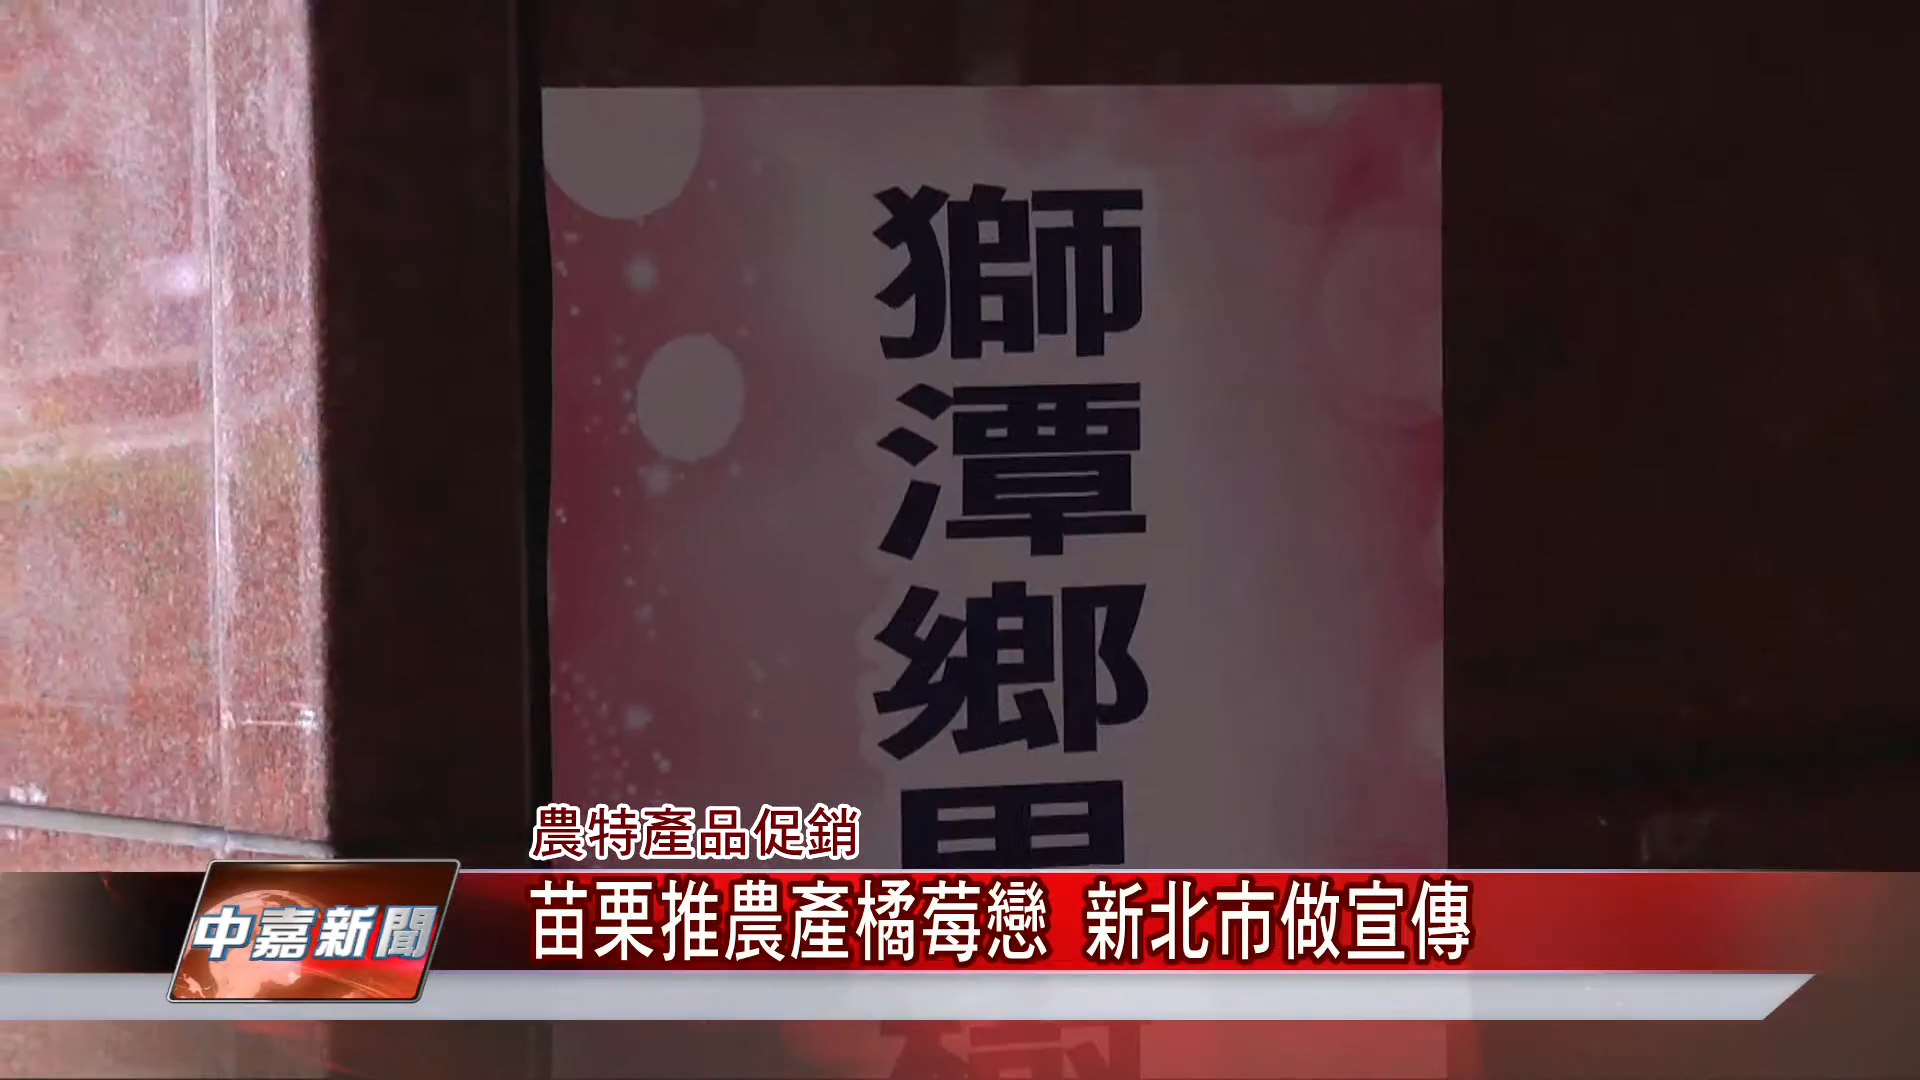 獅潭鄉
農特產品促銷
苗栗推農產橘莓戀 新北市做宣傳
中嘉新聞